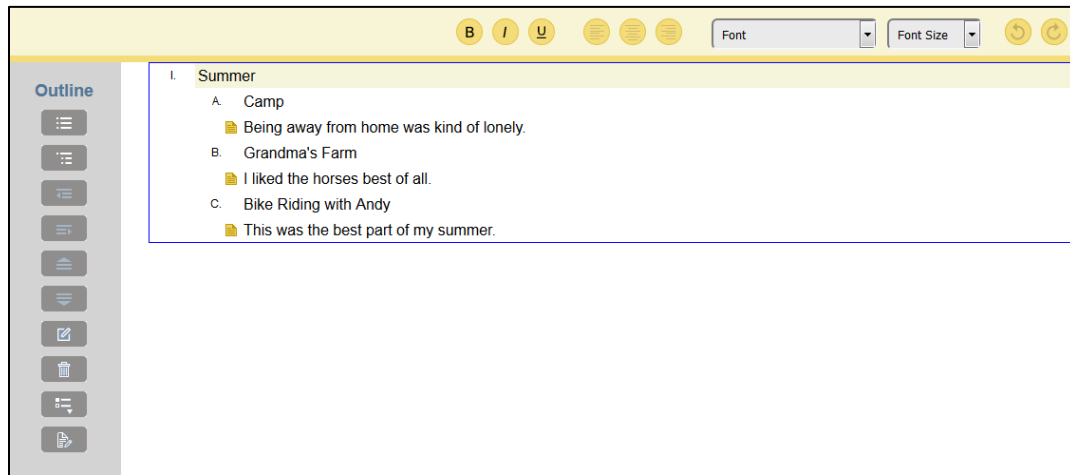 B I U Font Font Size
Outline
I. Summer
A. Camp
Being away from home was kind of lonely.
B. Grandma's Farm
I liked the horses best of all.
C. Bike Riding with Andy
This was the best part of my summer.